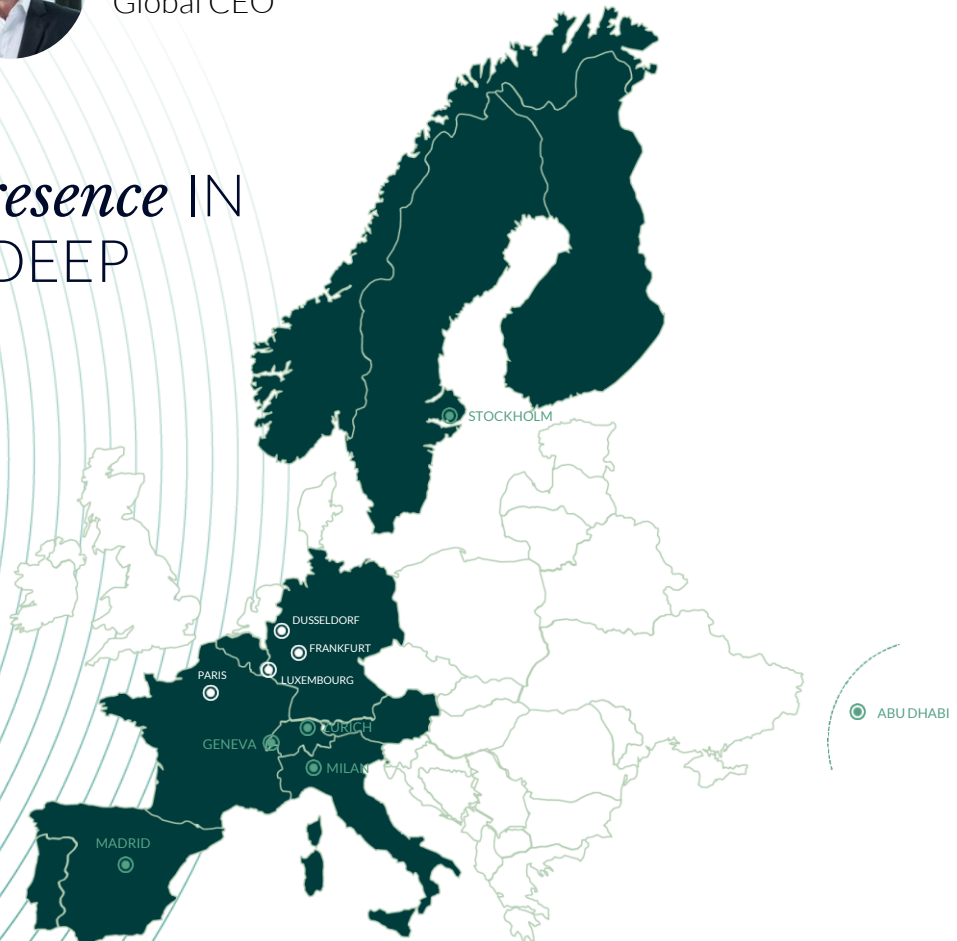 Global CEO
resence IN
DEEP
STOCKHOLM
DUSSELDORF
FRANKFURT
PARIS
LUXEMBOURG
ABU DHABI
ZURICH
GENEVA
MILAN
MADRID